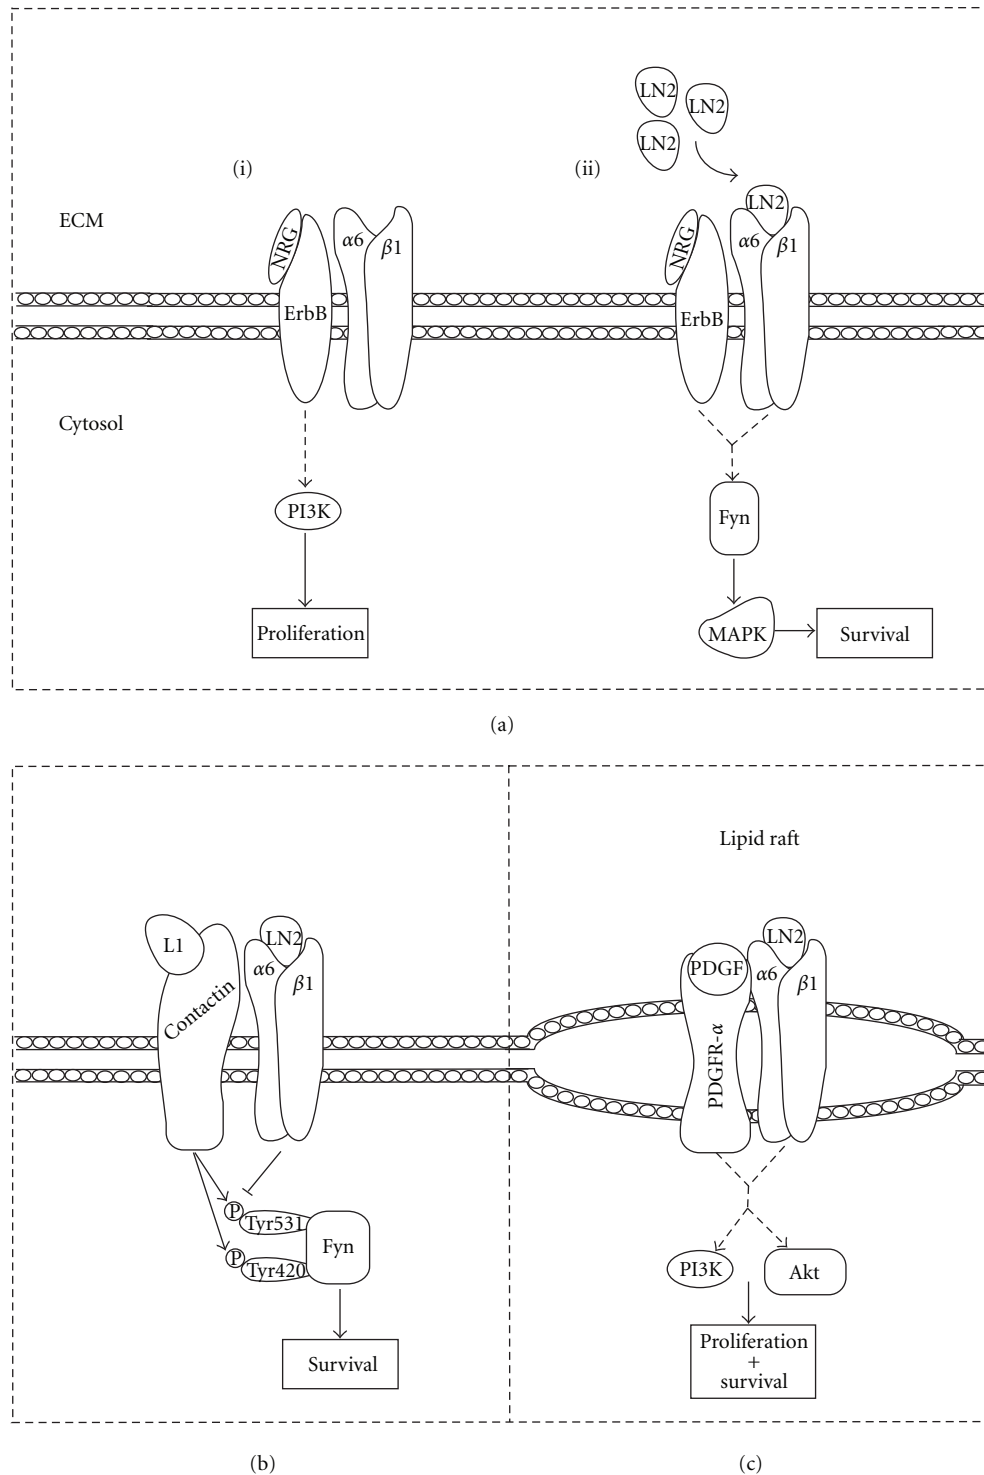 (i)
(ii)
LN2
LN2
LN2
LN2
ECM
NRG
α6
β1
ErbB
NRG
α6
β1
ErbB
Cytosol
PI3K
Fyn
Proliferation
MAPK
Survival
(a)
Lipid raft
L1
LN2
Contactin
α6
β1
PDGF
LN2
α6
β1
PDGFR-α
P
Tyr531
P
Tyr420
Fyn
Survival
PI3K
Akt
Proliferation
+
survival
(b)
(c)